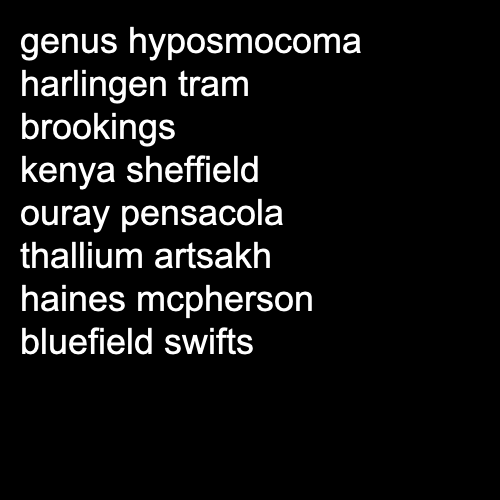 genus hyposmocoma
harlingen tram
brookings
kenya sheffield
ouray pensacola
thallium artsakh
haines mcpherson
bluefield swifts